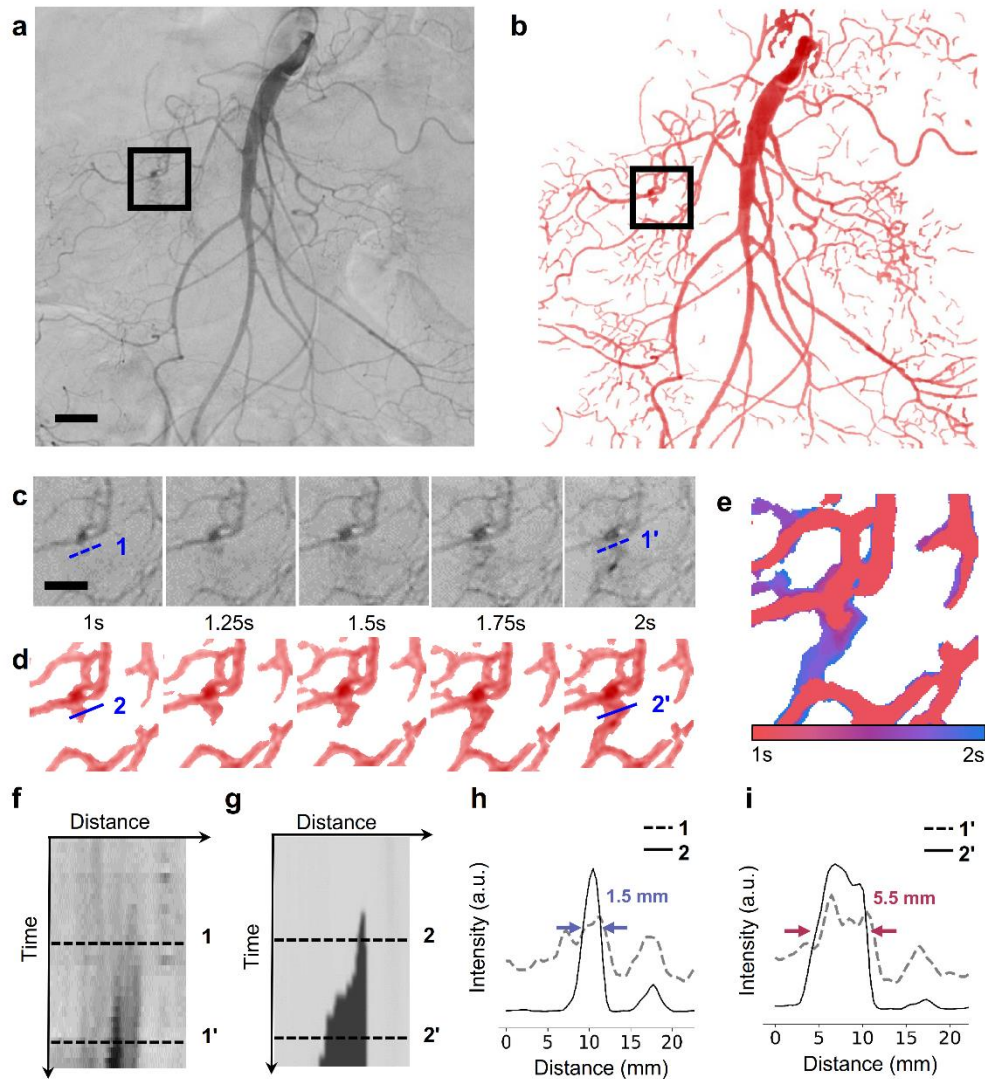 a
b
c
1
1'
1s
1.25s
1.5s
1.75s
2s
d
2
2'
e
1s
2s
f
Distance
Time
1
1'
g
Distance
Time
2
2'
h
1
2
1.5 mm
Intensity (a.u.)
0 5 10 15 20
Distance (mm)
i
1'
2'
5.5 mm
Intensity (a.u.)
0 5 10 15 20
Distance (mm)